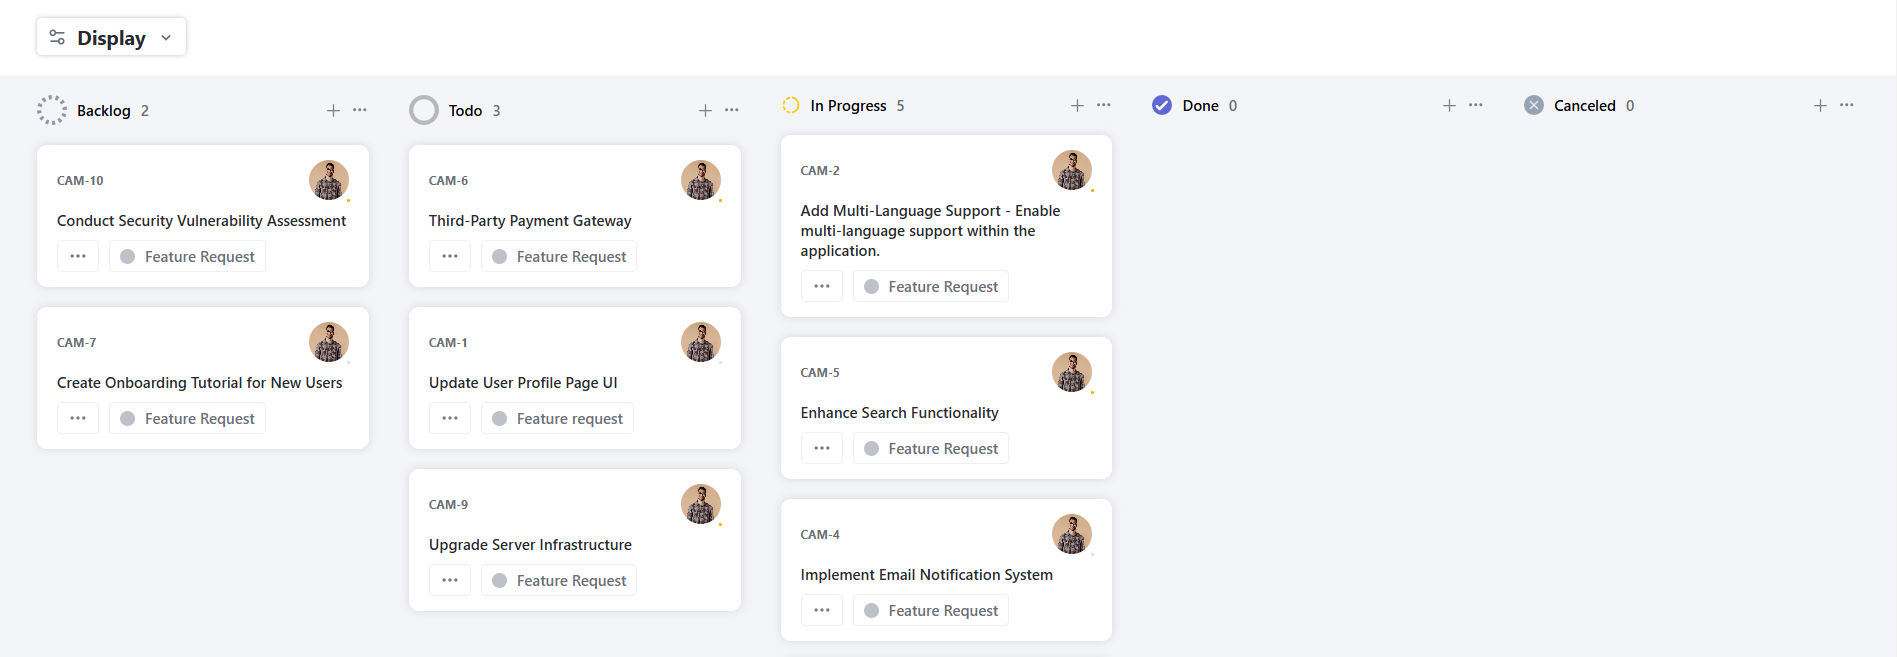 Display
Backlog 2
CAM-10
Conduct Security Vulnerability Assessment
Feature Request
CAM-7
Create Onboarding Tutorial for New Users
Feature Request
Todo 3
CAM-6
Third-Party Payment Gateway
Feature Request
CAM-1
Update User Profile Page UI
Feature request
CAM-9
Upgrade Server Infrastructure
Feature Request
In Progress 5
CAM-2
Add Multi-Language Support - Enable
multi-language support within the
application.
Feature Request
CAM-5
Enhance Search Functionality
Feature Request
CAM-4
Implement Email Notification System
Feature Request
Done 0
Canceled 0